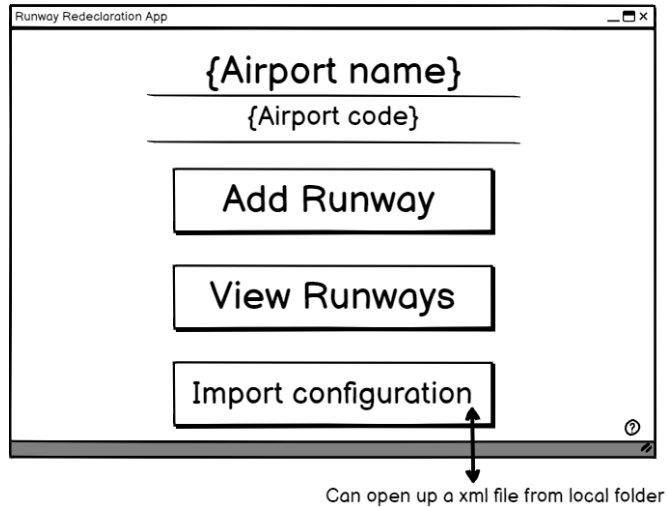 Runway Redeclaration App
{Airport name}
{Airport code}
Add Runway
View Runways
Import configuration
?
Can open up a xml file from local folder